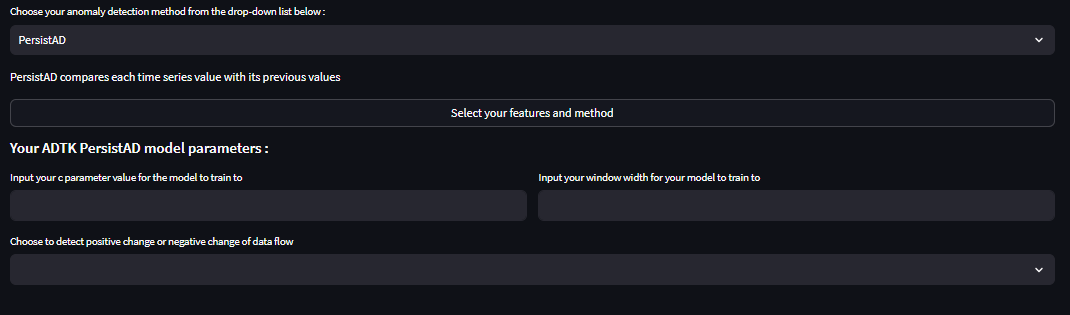 Choose your anomaly detection method from the drop-down list below :
PersistAD
PersistAD compares each time series value with its previous values
Select your features and method
Your ADTK PersistAD model parameters :
Input your c parameter value for the model to train to
Input your window width for your model to train to
Choose to detect positive change or negative change of data flow